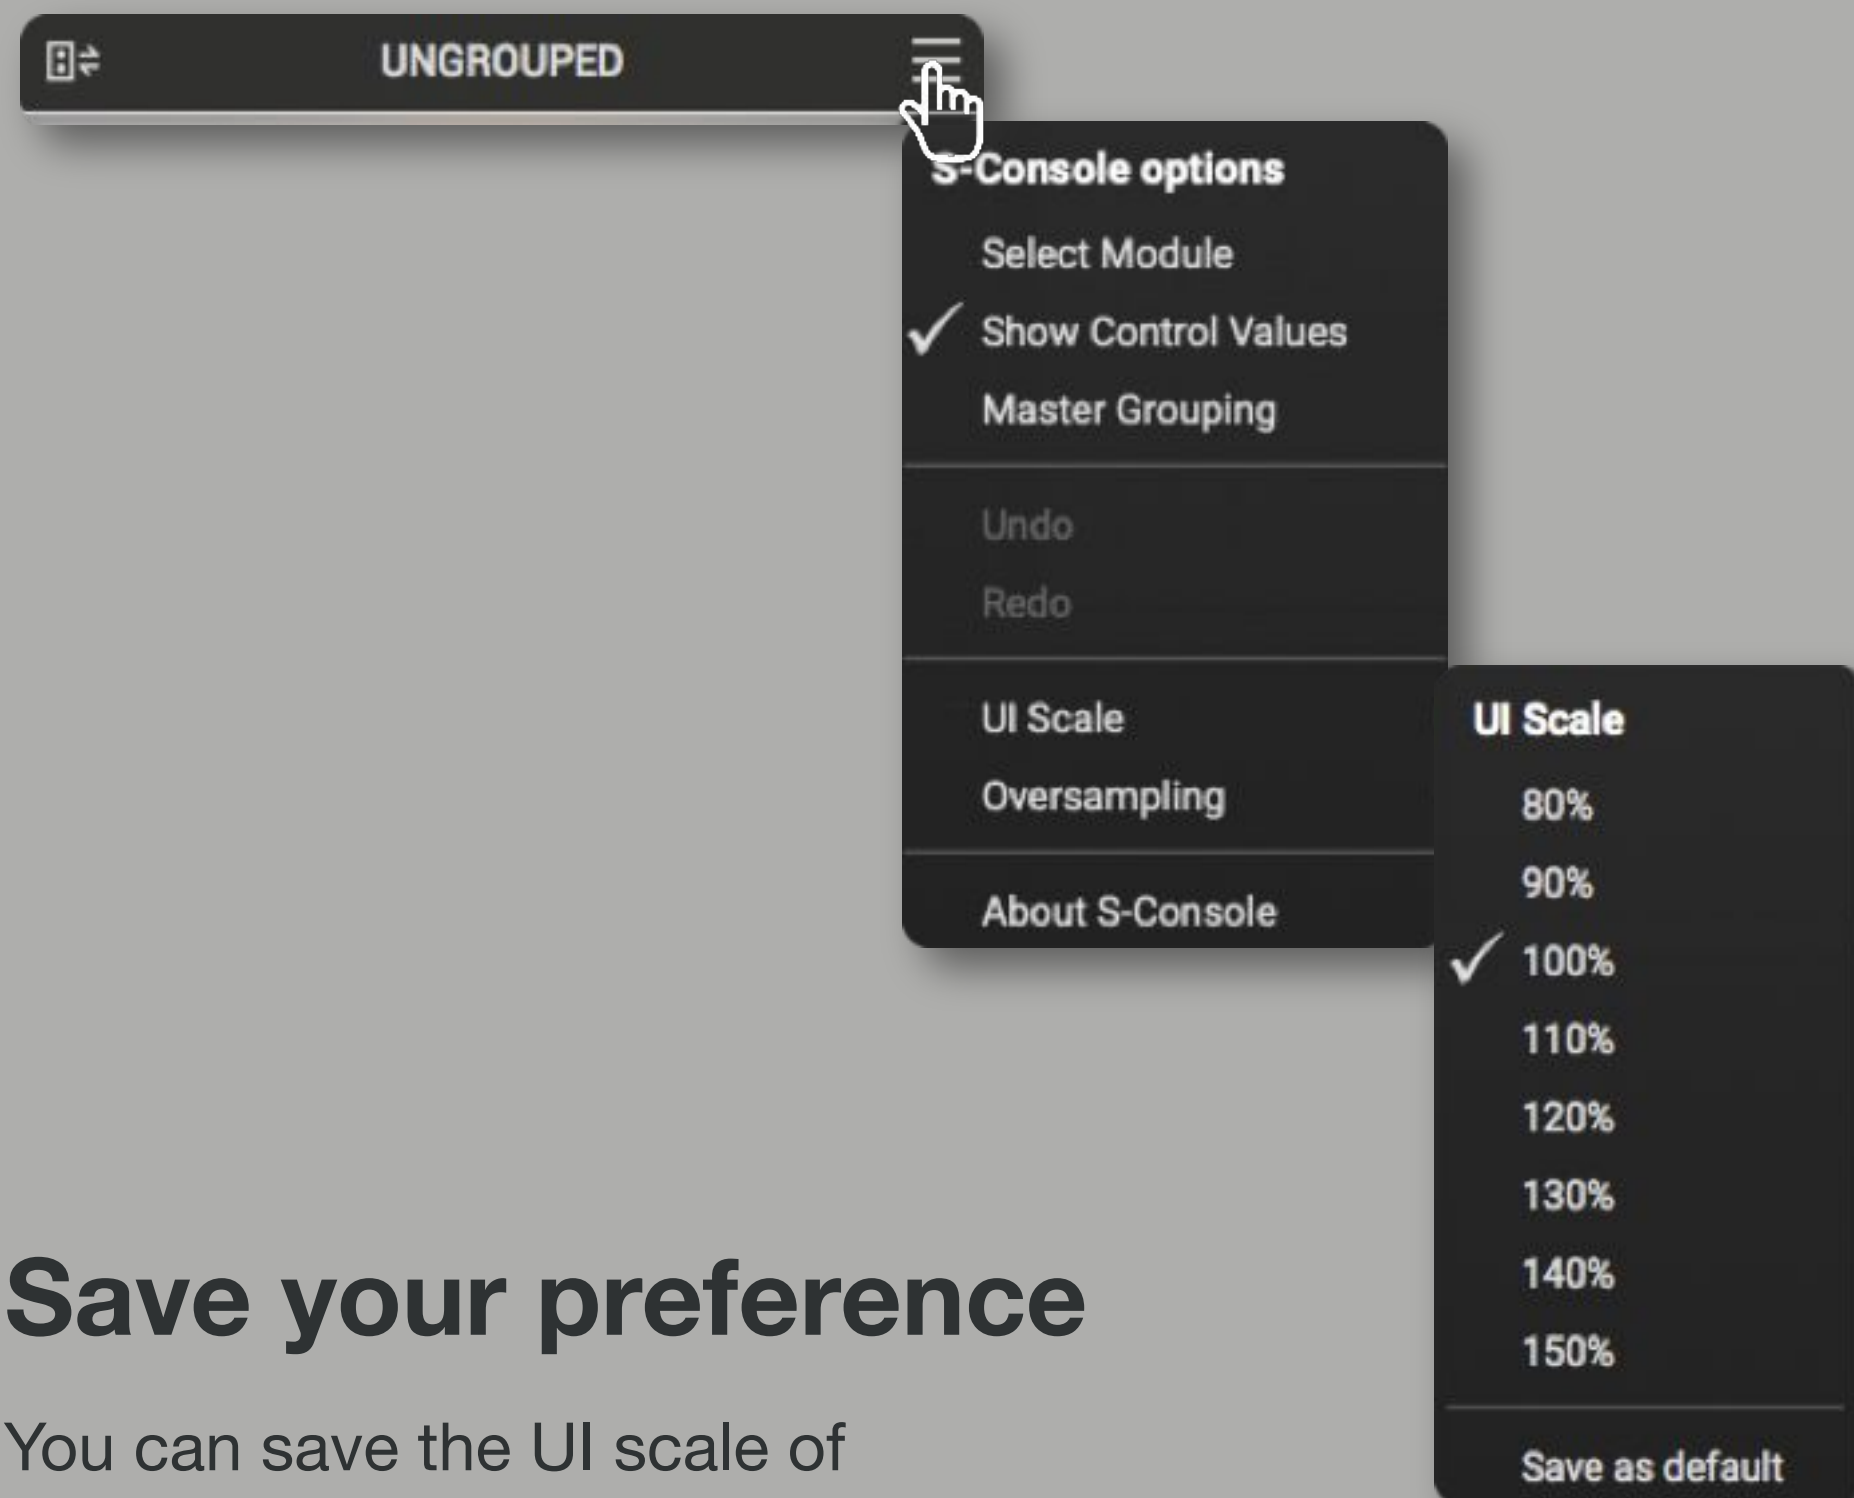 UNGROUPED
S-Console options
Select Module
Show Control Values
Master Grouping
Undo
Redo
UI Scale
Oversampling
About S-Console
UI Scale
80%
90%
100%
110%
120%
130%
140%
150%
Save as default
Save your preference
You can save the UI scale of